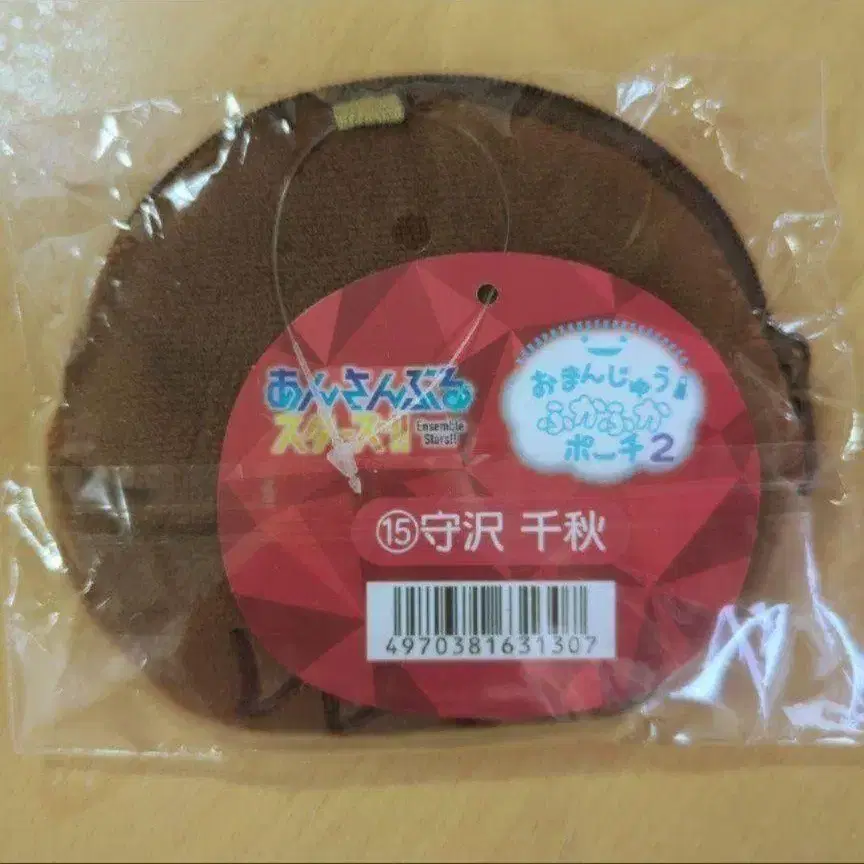 あんさんぶる
スターズ!!
Ensemble
Stars!!
おまんじゅう
ふかふか
ポーチ2
⑮守沢 千秋
4970381631307